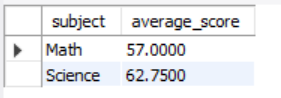 subject average_score
Math 57.0000
Science 62.7500